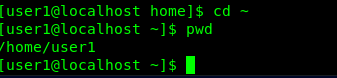 [user1@localhost home]$ cd ~
[user1@localhost ~]$ pwd
/home/user1
[user1@localhost ~]$